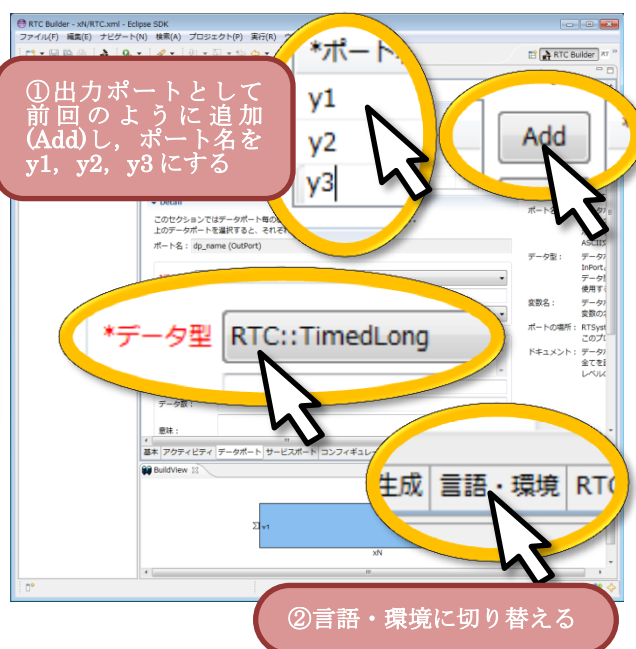 RTC Builder - xN/RTC.xml - Eclipse SDK
ファイル(F) 編集(E) ナビゲート(N) 検索(A) プロジェクト(P) 実行(R)
RTC Builder
①出力ポートとして
前回のように追加
(Add)し，ポート名を
y1，y2，y3にする
*ポート
y1
y2
y3
Add
Detail
このセクションではデータポート毎の
上のデータポートを選択すると、それぞれ
ポート名： dp_name (OutPort)
*データ型 RTC::TimedLong
データ数：
意味：
データ型：
InPort
変数名：
ポートの場所： RTSyst
ドキュメント：
基本 アクティビティ データポート サービスポート コンフィギュレー
生成 言語・環境 RTC
BuildView
xN
②言語・環境に切り替える